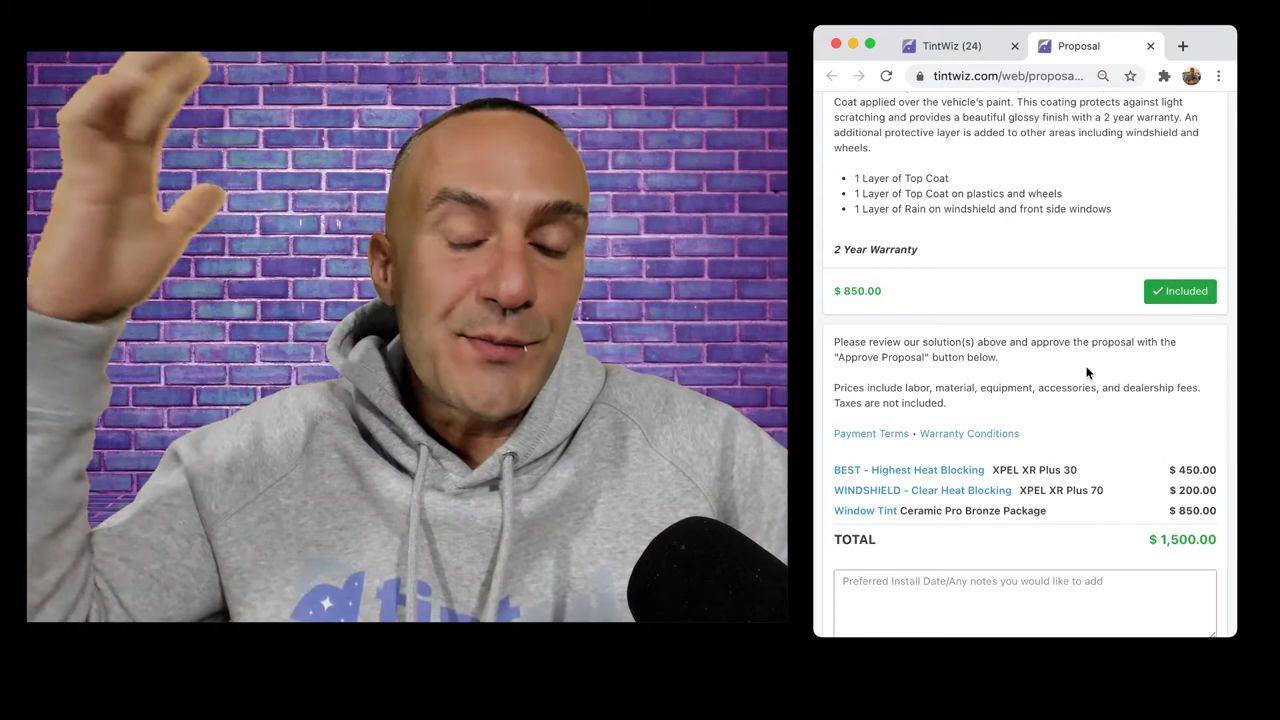 TintWiz (24)
Proposal
tintwiz.com/web/proposa...
Coat applied over the vehicle's paint. This coating protects against light
scratching and provides a beautiful glossy finish with a 2 year warranty. An
additional protective layer is added to other areas including windshield and
wheels.
• 1 Layer of Top Coat
• 1 Layer of Top Coat on plastics and wheels
• 1 Layer of Rain on windshield and front side windows
2 Year Warranty
$ 850.00 Included
Please review our solution(s) above and approve the proposal with the
"Approve Proposal" button below.
Prices include labor, material, equipment, accessories, and dealership fees.
Taxes are not included.
Payment Terms • Warranty Conditions
BEST - Highest Heat Blocking XPEL XR Plus 30 $ 450.00
WINDSHIELD - Clear Heat Blocking XPEL XR Plus 70 $ 200.00
Window Tint Ceramic Pro Bronze Package $ 850.00
TOTAL $ 1,500.00
Preferred Install Date/Any notes you would like to add
tint